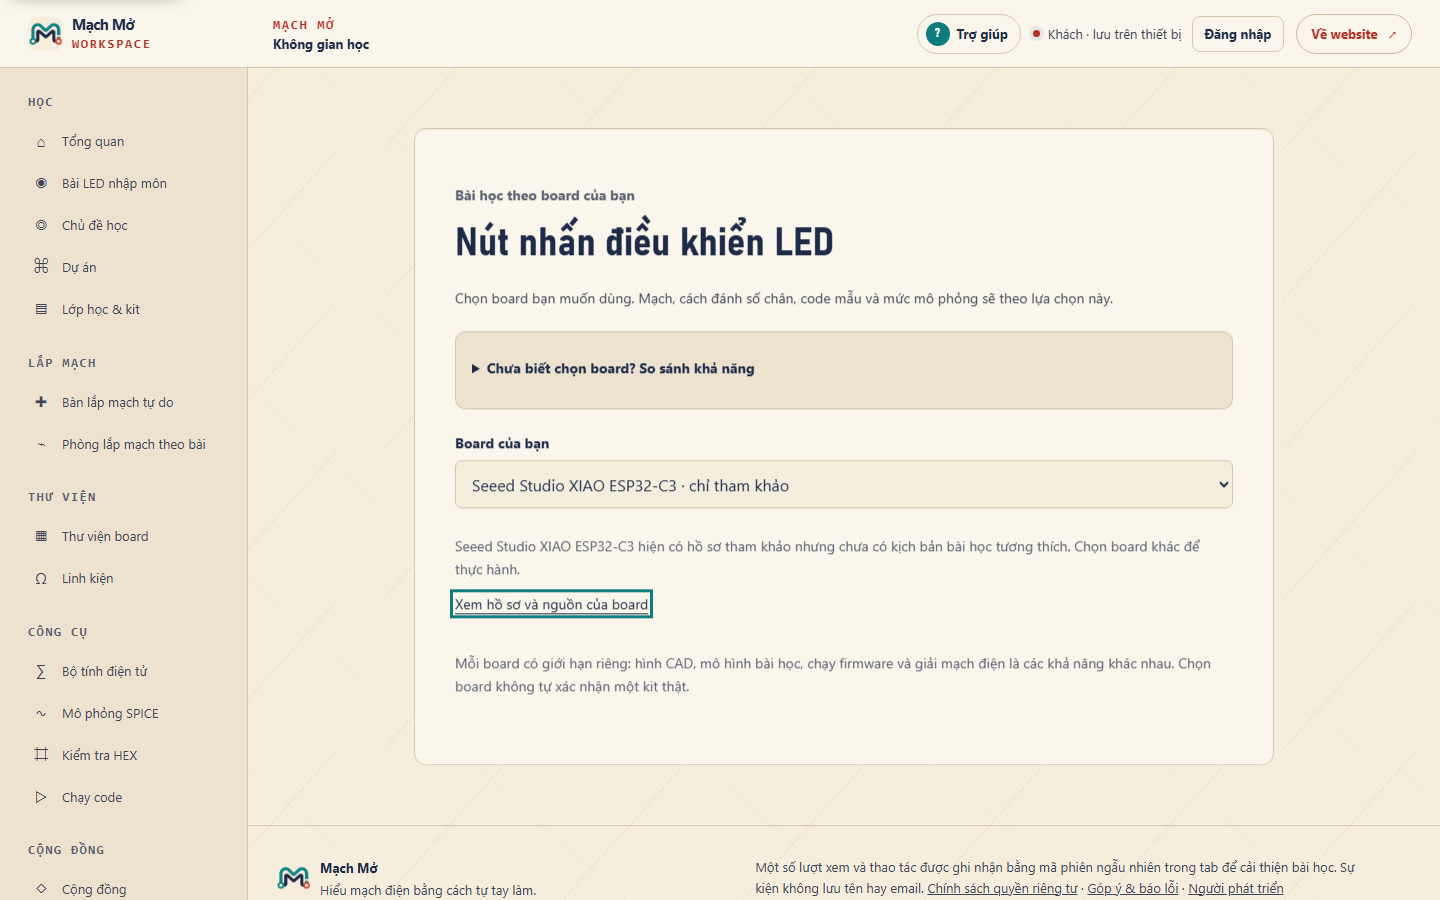 Mạch Mở
WORKSPACE
MẠCH MỞ
Không gian học
? Trợ giúp
Khách · lưu trên thiết bị
Đăng nhập
Về website ↗
HỌC
Tổng quan
Bài LED nhập môn
Chủ đề học
Dự án
Lớp học & kit
LẮP MẠCH
Bàn lắp mạch tự do
Phòng lắp mạch theo bài
THƯ VIỆN
Thư viện board
Linh kiện
CÔNG CỤ
Bộ tính điện tử
Mô phỏng SPICE
Kiểm tra HEX
Chạy code
CỘNG ĐỒNG
Cộng đồng
Bài học theo board của bạn
Nút nhấn điều khiển LED
Chọn board bạn muốn dùng. Mạch, cách đánh số chân, code mẫu và mức mô phỏng sẽ theo lựa chọn này.
Chưa biết chọn board? So sánh khả năng
Board của bạn
Seeed Studio XIAO ESP32-C3 · chỉ tham khảo
Seeed Studio XIAO ESP32-C3 hiện có hồ sơ tham khảo nhưng chưa có kịch bản bài học tương thích. Chọn board khác để
thực hành.
Xem hồ sơ và nguồn của board
Mỗi board có giới hạn riêng: hình CAD, mô hình bài học, chạy firmware và giải mạch điện là các khả năng khác nhau. Chọn
board không tự xác nhận một kit thật.
Mạch Mở
Hiểu mạch điện bằng cách tự tay làm.
Một số lượt xem và thao tác được ghi nhận bằng mã phiên ngẫu nhiên trong tab để cải thiện bài học. Sự
kiện không lưu tên hay email. Chính sách quyền riêng tư · Góp ý & báo lỗi · Người phát triển